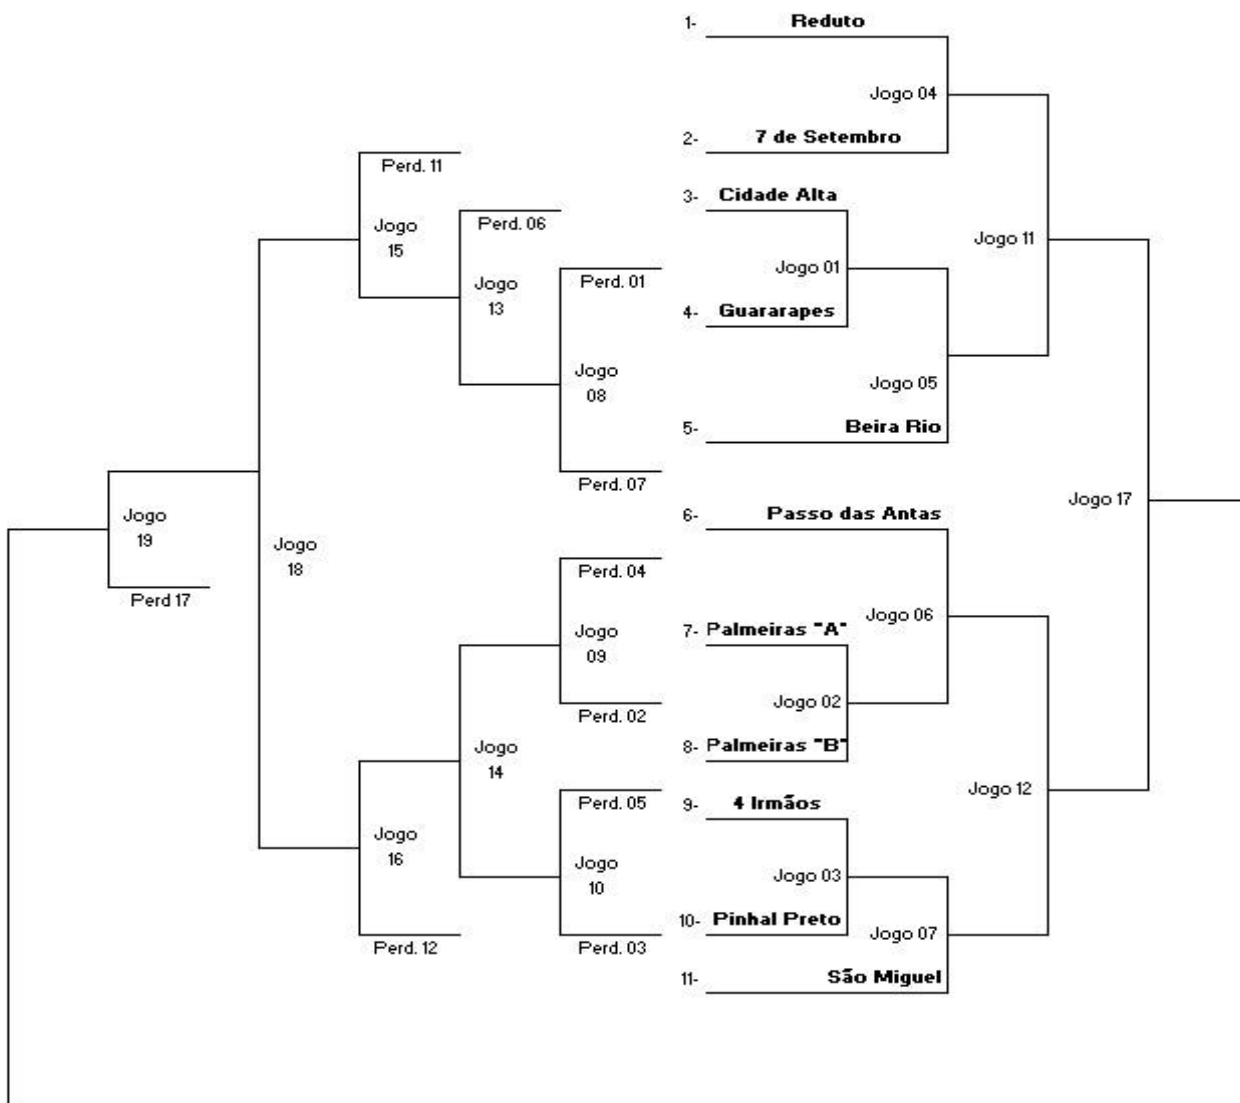 1- Reduto
Jogo 04
2- 7 de Setembro
Perd. 11
3- Cidade Alta
Perd. 06
Jogo
15
Jogo 11
Jogo 01
Perd. 01
Jogo
13
4- Guararapes
Jogo
08
Jogo 05
5- Beira Rio
Perd. 07
Jogo 17
6- Passo das Antas
Jogo
19
Jogo
18
Perd. 04
Perd 17
Jogo 06
7- Palmeiras "A"
Jogo
09
Jogo 02
Perd. 02
8- Palmeiras "B"
Jogo
14
Jogo 12
Perd. 05
9- 4 Irmãos
Jogo
16
Jogo
10
Jogo 03
10- Pinhal Preto
Jogo 07
Perd. 12
Perd. 03
11- São Miguel